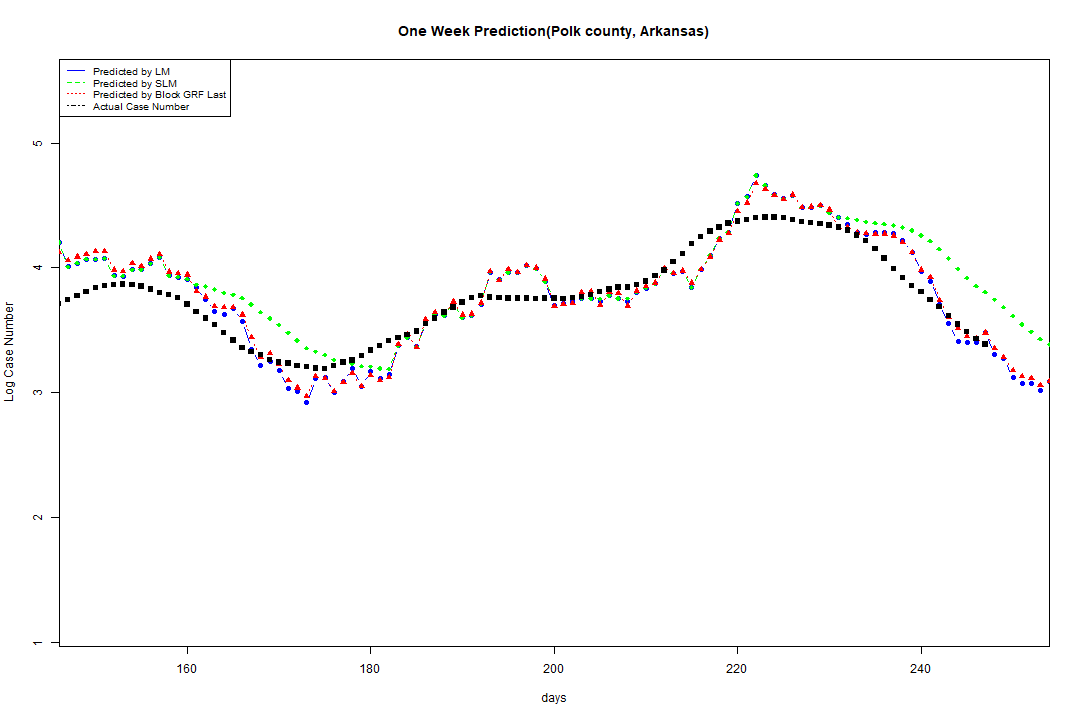 One Week Prediction(Polk county, Arkansas)
Predicted by LM
Predicted by SLM
Predicted by Block GRF Last
Actual Case Number
5
4
3
2
1
Log Case Number
160 180 200 220 240
days